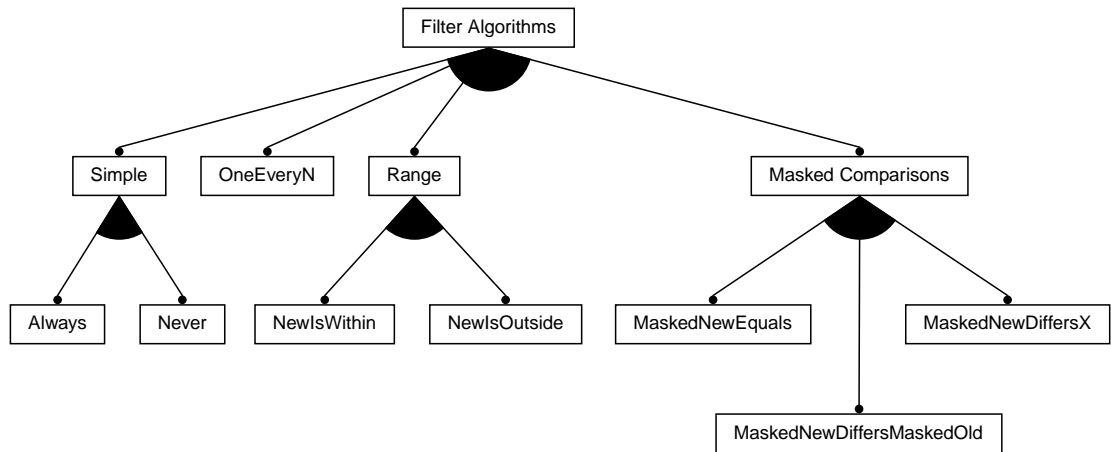 Filter Algorithms
Simple
OneEveryN
Range
Masked Comparisons
Always
Never
NewIsWithin
NewIsOutside
MaskedNewEquals
MaskedNewDiffersX
MaskedNewDiffersMaskedOld